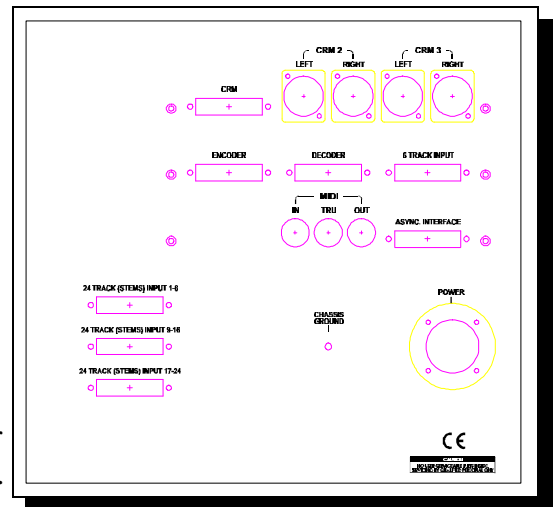 CRM 2
CRM 3
LEFT
RIGHT
LEFT
RIGHT
CRM
ENCODER
DECODER
6 TRACK INPUT
MIDI
IN
TRU
OUT
ASYNC. INTERFACE
24 TRACK (STEMS) INPUT 1-8
24 TRACK (STEMS) INPUT 9-16
24 TRACK (STEMS) INPUT 17-24
CHASSIS
GROUND
POWER
CE
CAUTION